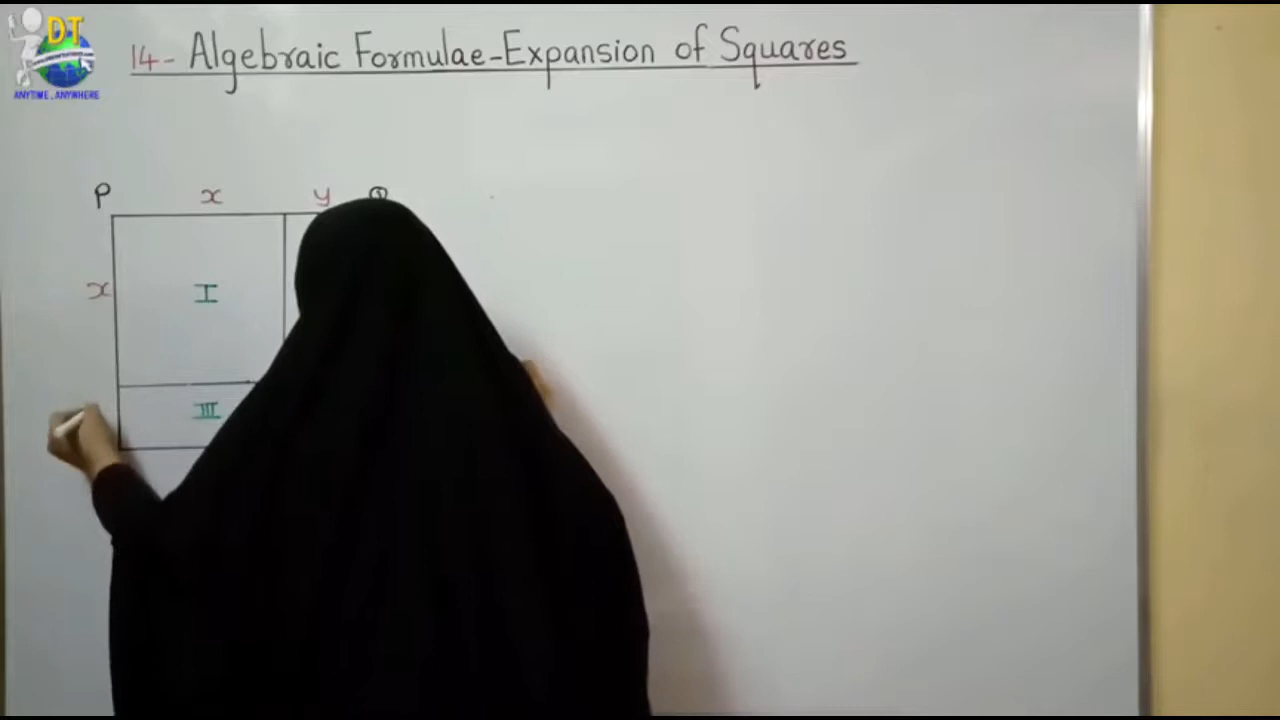 DT
ANYTIME , ANYWHERE
14- Algebraic Formulae-Expansion of Squares
P x y Q
x I
III